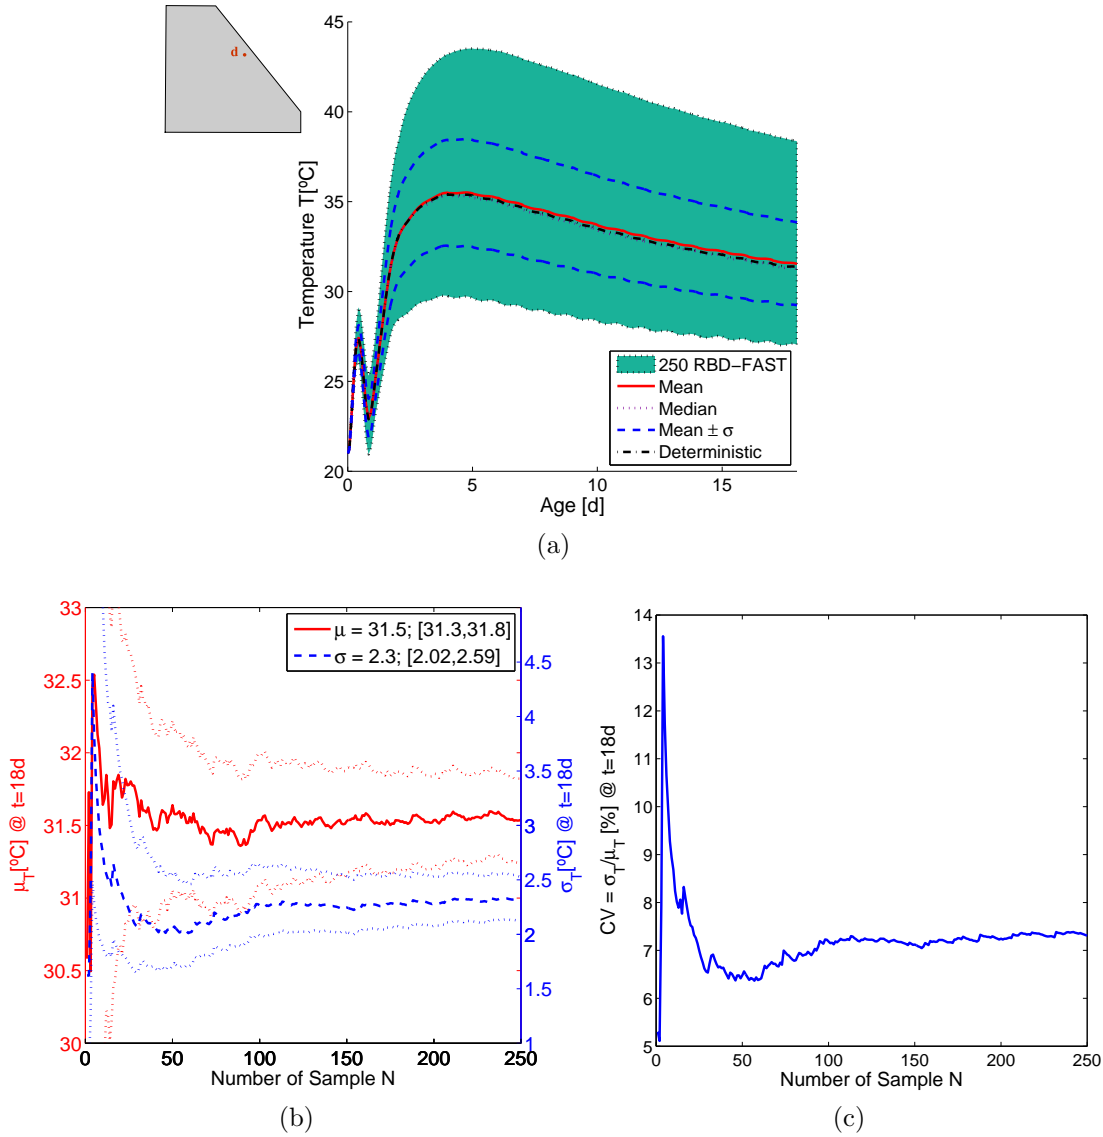 d
45
40
35
30
25
20
Temperature T[ºC]
0
5
10
15
Age [d]
250 RBD−FAST
Mean
Median
Mean ± σ
Deterministic
(a)
33
32.5
32
31.5
31
30.5
30
μT[ºC] @ t=18d
μ = 31.5; [31.3,31.8]
σ = 2.3; [2.02,2.59]
4.5
4
3.5
3
2.5
2
1.5
1
σT[ºC] @ t=18d
0
50
100
150
200
250
Number of Sample N
(b)
14
13
12
11
10
9
8
7
6
5
CV = σT/μT [%] @ t=18d
0
50
100
150
200
250
Number of Sample N
(c)